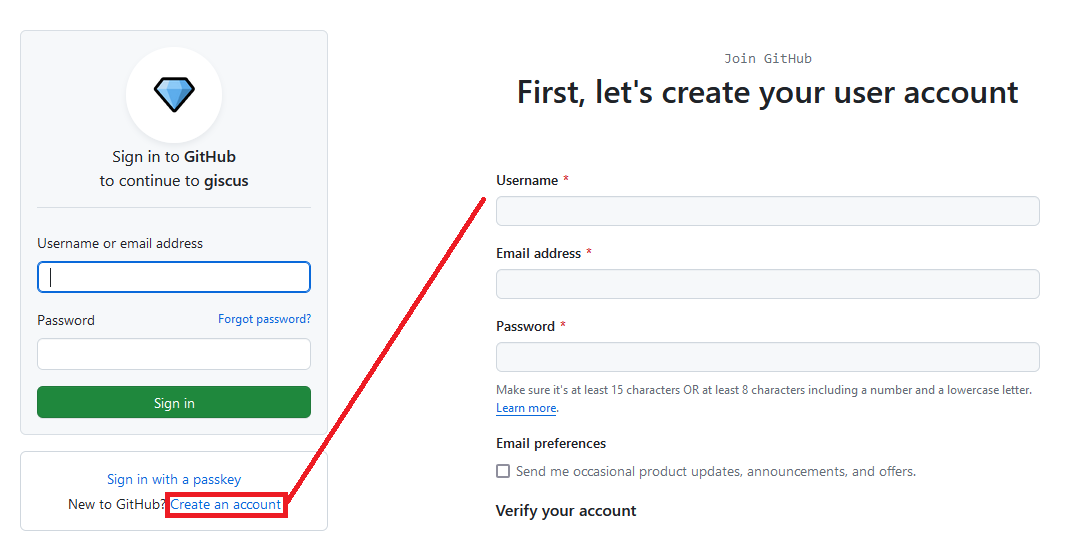 Sign in to GitHub
to continue to giscus
Username or email address
Password
Forgot password?
Sign in
Sign in with a passkey
New to GitHub? Create an account
Join GitHub
First, let's create your user account
Username *
Email address *
Password *
Make sure it's at least 15 characters OR at least 8 characters including a number and a lowercase letter.
Learn more.
Email preferences
Send me occasional product updates, announcements, and offers.
Verify your account